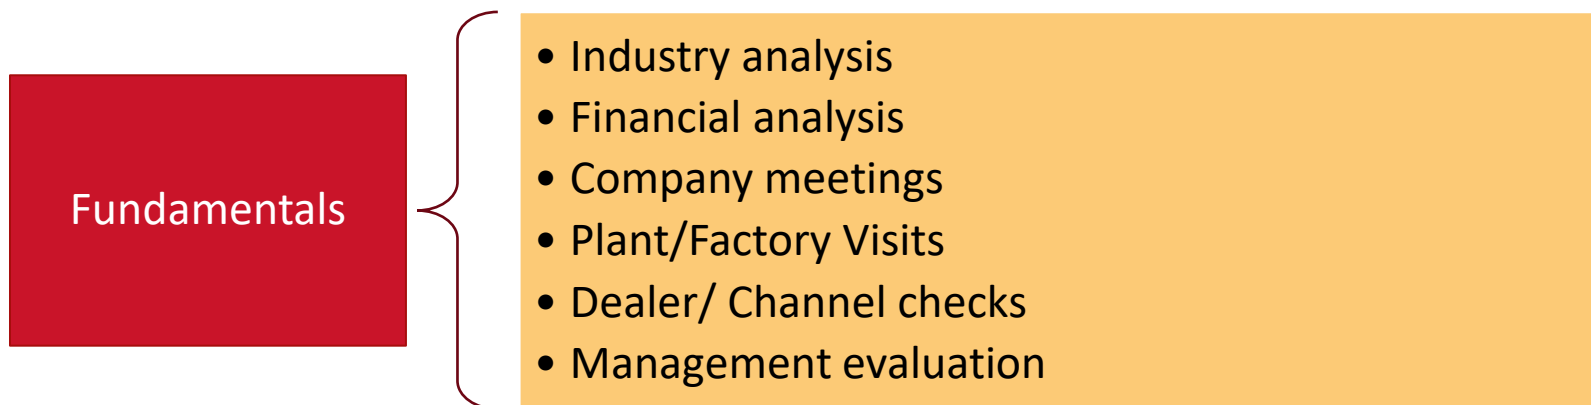 Fundamentals
• Industry analysis
• Financial analysis
• Company meetings
• Plant/Factory Visits
• Dealer/ Channel checks
• Management evaluation